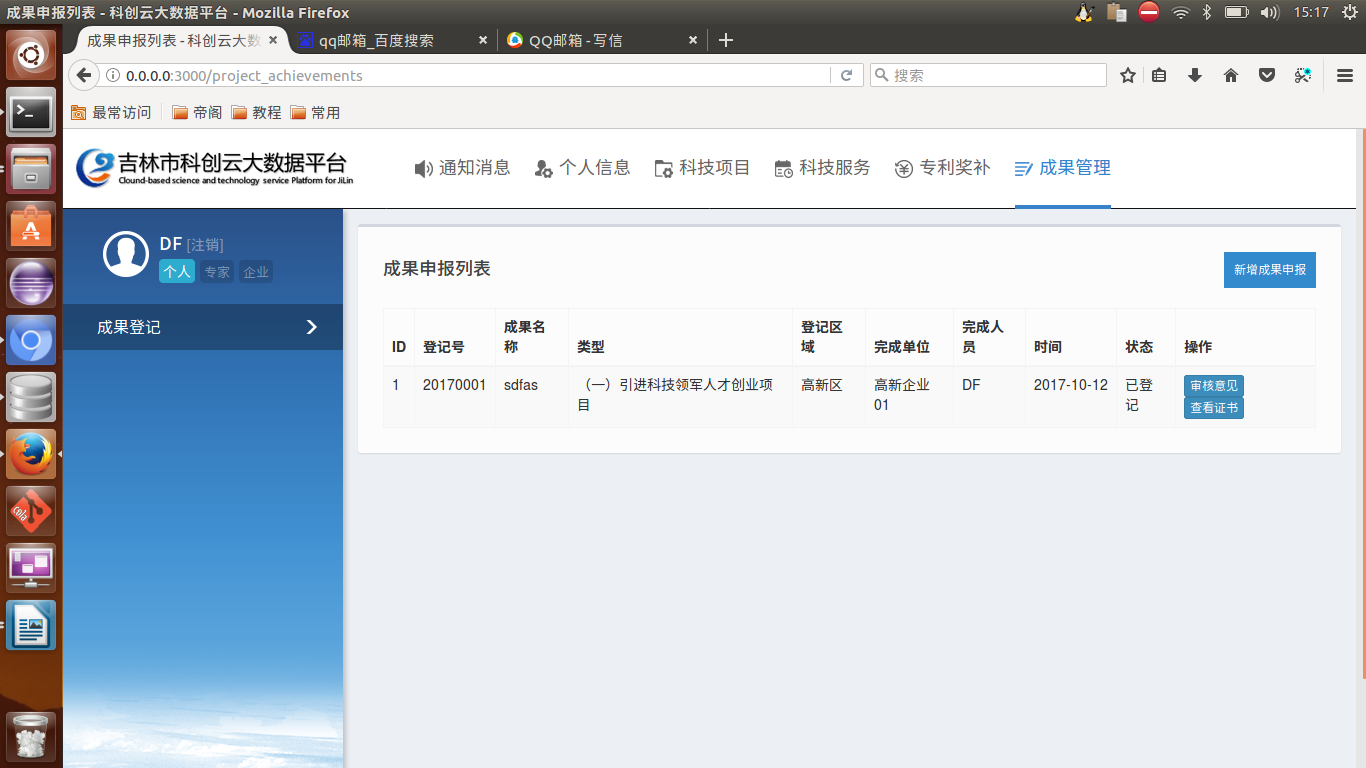 成果申报列表 - 科创云大数据平台 - Mozilla Firefox
15:17
成果申报列表 - 科创云大数
qq邮箱_百度搜索
QQ邮箱 - 写信
0.0.0.0:3000/project_achievements
搜索
最常访问
帝阁
教程
常用
吉林市科创云大数据平台
Clound-based science and technology service Platform for JiLin
通知消息
个人信息
科技项目
科技服务
专利奖补
成果管理
DF [注销]
个人 专家 企业
成果登记
成果申报列表
新增成果申报
ID 登记号 成果名称 类型 登记区域 完成单位 完成人员 时间 状态 操作
1 20170001 sdfas （一）引进科技领军人才创业项目 高新区 高新企业01 DF 2017-10-12 已登记 审核意见
查看证书